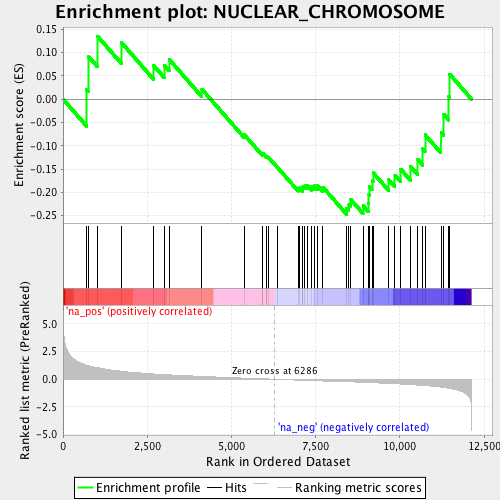 Enrichment plot: NUCLEAR_CHROMOSOME
Enrichment score (ES)
0.15
0.10
0.05
0.00
-0.05
-0.10
-0.15
-0.20
-0.25
'na_pos' (positively correlated)
Ranked list metric (PreRanked)
5.0
2.5
0.0
-2.5
-5.0
Zero cross at 6286
'na_neg' (negatively correlated)
0
2,500
5,000
7,500
10,000
12,500
Rank in Ordered Dataset
Enrichment profile
Hits
Ranking metric scores